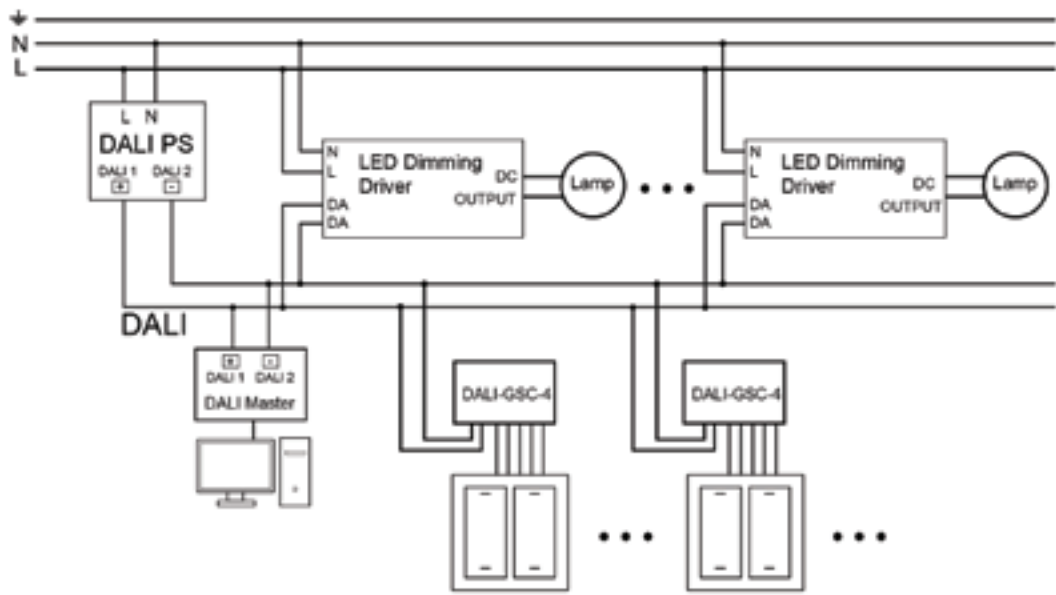 N
L
L N
DALI PS
DALI 1 DALI 2
+ -
N
L
DA
DA
LED Dimming
Driver
DC
OUTPUT
Lamp
N
L
DA
DA
LED Dimming
Driver
DC
OUTPUT
Lamp
DALI
+ -
DALI 1 DALI 2
DALI Master
DALI-GSC-4
DALI-GSC-4